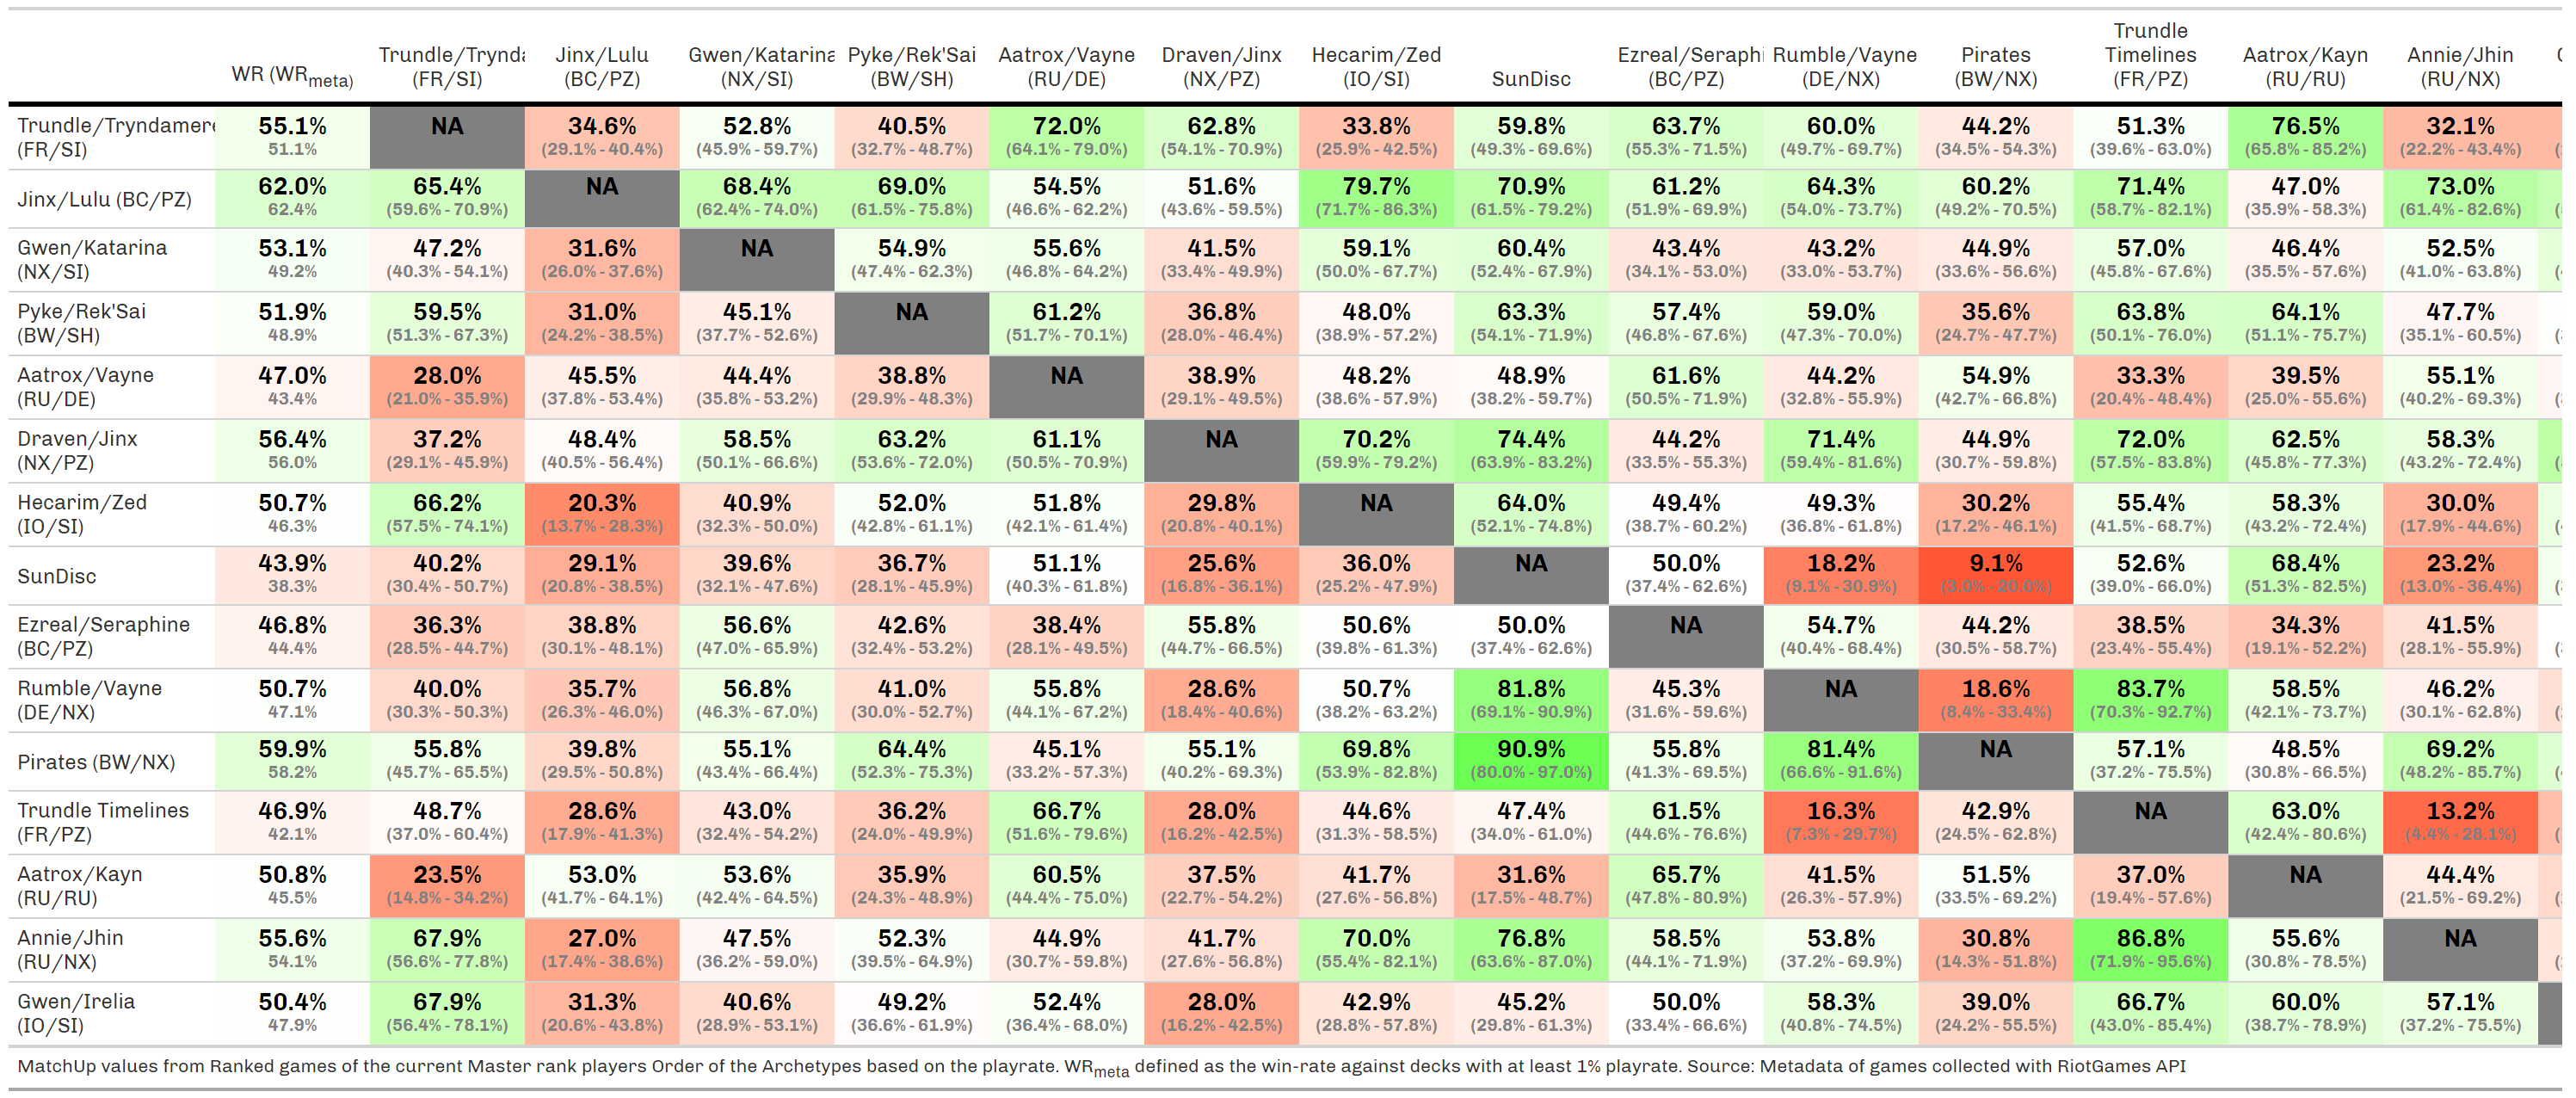 WR (WRmeta) Trundle/Trynda (FR/SI) Jinx/Lulu (BC/PZ) Gwen/Katarina (NX/SI) Pyke/Rek'Sai (BW/SH) Aatrox/Vayne (RU/DE) Draven/Jinx (NX/PZ) Hecarim/Zed (IO/SI) SunDisc Ezreal/Seraphi (BC/PZ) Rumble/Vayne (DE/NX) Pirates (BW/NX) Trundle Timelines (FR/PZ) Aatrox/Kayn (RU/RU) Annie/Jhin (RU/NX)
Trundle/Tryndamere 55.1% NA 34.6% 52.8% 40.5% 72.0% 62.8% 33.8% 59.8% 63.7% 60.0% 44.2% 51.3% 76.5% 32.1%
(FR/SI) 51.1% (29.1% - 40.4%) (45.9% - 59.7%) (32.7% - 48.7%) (64.1% - 79.0%) (54.1% - 70.9%) (25.9% - 42.5%) (49.3% - 69.6%) (55.3% - 71.5%) (49.7% - 69.7%) (34.5% - 54.3%) (39.6% - 63.0%) (65.8% - 85.2%) (22.2% - 43.4%)
Jinx/Lulu (BC/PZ) 62.0% 65.4% NA 68.4% 69.0% 54.5% 51.6% 79.7% 70.9% 61.2% 64.3% 60.2% 71.4% 47.0% 73.0%
62.4% (59.6% - 70.9%) (62.4% - 74.0%) (61.5% - 75.8%) (46.6% - 62.2%) (43.6% - 59.5%) (71.7% - 86.3%) (61.5% - 79.2%) (51.9% - 69.9%) (54.0% - 73.7%) (49.2% - 70.5%) (58.7% - 82.1%) (35.9% - 58.3%) (61.4% - 82.6%)
Gwen/Katarina 53.1% 47.2% 31.6% NA 54.9% 55.6% 41.5% 59.1% 60.4% 43.4% 43.2% 44.9% 57.0% 46.4% 52.5%
(NX/SI) 49.2% (40.3% - 54.1%) (26.0% - 37.6%) (47.4% - 62.3%) (46.8% - 64.2%) (33.4% - 49.9%) (50.0% - 67.7%) (52.4% - 67.9%) (34.1% - 53.0%) (33.0% - 53.7%) (33.6% - 56.6%) (45.8% - 67.6%) (35.5% - 57.6%) (41.0% - 63.8%)
Pyke/Rek'Sai 51.9% 59.5% 31.0% 45.1% NA 61.2% 36.8% 48.0% 63.3% 57.4% 59.0% 35.6% 63.8% 64.1% 47.7%
(BW/SH) 48.9% (51.3% - 67.3%) (24.2% - 38.5%) (37.7% - 52.6%) (51.7% - 70.1%) (28.0% - 46.4%) (38.9% - 57.2%) (54.1% - 71.9%) (46.8% - 67.6%) (47.3% - 70.0%) (24.7% - 47.7%) (50.1% - 76.0%) (51.1% - 75.7%) (35.1% - 60.5%)
Aatrox/Vayne 47.0% 28.0% 45.5% 44.4% 38.8% NA 38.9% 48.2% 48.9% 61.6% 44.2% 54.9% 33.3% 39.5% 55.1%
(RU/DE) 43.4% (21.0% - 35.9%) (37.8% - 53.4%) (35.8% - 53.2%) (29.9% - 48.3%) (29.1% - 49.5%) (38.6% - 57.9%) (38.2% - 59.7%) (50.5% - 71.9%) (32.8% - 55.9%) (42.7% - 66.8%) (20.4% - 48.4%) (25.0% - 55.6%) (40.2% - 69.3%)
Draven/Jinx 56.4% 37.2% 48.4% 58.5% 63.2% 61.1% NA 70.2% 74.4% 44.2% 71.4% 44.9% 72.0% 62.5% 58.3%
(NX/PZ) 56.0% (29.1% - 45.9%) (40.5% - 56.4%) (50.1% - 66.6%) (53.6% - 72.0%) (50.5% - 70.9%) (59.9% - 79.2%) (63.9% - 83.2%) (33.5% - 55.3%) (59.4% - 81.6%) (30.7% - 59.8%) (57.5% - 83.8%) (45.8% - 77.3%) (43.2% - 72.4%)
Hecarim/Zed 50.7% 66.2% 20.3% 40.9% 52.0% 51.8% 29.8% NA 64.0% 49.4% 49.3% 30.2% 55.4% 58.3% 30.0%
(IO/SI) 46.3% (57.5% - 74.1%) (13.7% - 28.3%) (32.3% - 50.0%) (42.8% - 61.1%) (42.1% - 61.4%) (20.8% - 40.1%) (52.1% - 74.8%) (38.7% - 60.2%) (36.8% - 61.8%) (17.2% - 46.1%) (41.5% - 68.7%) (43.2% - 72.4%) (17.9% - 44.6%)
SunDisc 43.9% 40.2% 29.1% 39.6% 36.7% 51.1% 25.6% 36.0% NA 50.0% 18.2% 9.1% 52.6% 68.4% 23.2%
38.3% (30.4% - 50.7%) (20.8% - 38.5%) (32.1% - 47.6%) (28.1% - 45.9%) (40.3% - 61.8%) (16.8% - 36.1%) (25.2% - 47.9%) (37.4% - 62.6%) (9.1% - 30.9%) (3.0% - 20.0%) (39.0% - 66.0%) (51.3% - 82.5%) (13.0% - 36.4%)
Ezreal/Seraphine 46.8% 36.3% 38.8% 56.6% 42.6% 38.4% 55.8% 50.6% 50.0% NA 54.7% 44.2% 38.5% 34.3% 41.5%
(BC/PZ) 44.4% (28.5% - 44.7%) (30.1% - 48.1%) (47.0% - 65.9%) (32.4% - 53.2%) (28.1% - 49.5%) (44.7% - 66.5%) (39.8% - 61.3%) (37.4% - 62.6%) (40.4% - 68.4%) (30.5% - 58.7%) (23.4% - 55.4%) (19.1% - 52.2%) (28.1% - 55.9%)
Rumble/Vayne 50.7% 40.0% 35.7% 56.8% 41.0% 55.8% 28.6% 50.7% 81.8% 45.3% NA 18.6% 83.7% 58.5% 46.2%
(DE/NX) 47.1% (30.3% - 50.3%) (26.3% - 46.0%) (46.3% - 67.0%) (30.0% - 52.7%) (44.1% - 67.2%) (18.4% - 40.6%) (38.2% - 63.2%) (69.1% - 90.9%) (31.6% - 59.6%) (8.4% - 33.4%) (70.3% - 92.7%) (42.1% - 73.7%) (30.1% - 62.8%)
Pirates (BW/NX) 59.9% 55.8% 39.8% 55.1% 64.4% 45.1% 55.1% 69.8% 90.9% 55.8% 81.4% NA 57.1% 48.5% 69.2%
58.2% (45.7% - 65.5%) (29.5% - 50.8%) (43.4% - 66.4%) (52.3% - 75.3%) (33.2% - 57.3%) (40.2% - 69.3%) (53.9% - 82.8%) (80.0% - 97.0%) (41.3% - 69.5%) (66.6% - 91.6%) (37.2% - 75.5%) (30.8% - 66.5%) (48.2% - 85.7%)
Trundle Timelines 46.9% 48.7% 28.6% 43.0% 36.2% 66.7% 28.0% 44.6% 47.4% 61.5% 16.3% 42.9% NA 63.0% 13.2%
(FR/PZ) 42.1% (37.0% - 60.4%) (17.9% - 41.3%) (32.4% - 54.2%) (24.0% - 49.9%) (51.6% - 79.6%) (16.2% - 42.5%) (31.3% - 58.5%) (34.0% - 61.0%) (44.6% - 76.6%) (7.3% - 29.7%) (24.5% - 62.8%) (42.4% - 80.6%) (4.4% - 28.1%)
Aatrox/Kayn 50.8% 23.5% 53.0% 53.6% 35.9% 60.5% 37.5% 41.7% 31.6% 65.7% 41.5% 51.5% 37.0% NA 44.4%
(RU/RU) 45.5% (14.8% - 34.2%) (41.7% - 64.1%) (42.4% - 64.5%) (24.3% - 48.9%) (44.4% - 75.0%) (22.7% - 54.2%) (27.6% - 56.8%) (17.5% - 48.7%) (47.8% - 80.9%) (26.3% - 57.9%) (33.5% - 69.2%) (19.4% - 57.6%) (21.5% - 69.2%)
Annie/Jhin 55.6% 67.9% 27.0% 47.5% 52.3% 44.9% 41.7% 70.0% 76.8% 58.5% 53.8% 30.8% 86.8% 55.6% NA
(RU/NX) 54.1% (56.6% - 77.8%) (17.4% - 38.6%) (36.2% - 59.0%) (39.5% - 64.9%) (30.7% - 59.8%) (27.6% - 56.8%) (55.4% - 82.1%) (63.6% - 87.0%) (44.1% - 71.9%) (37.2% - 69.9%) (14.3% - 51.8%) (71.9% - 95.6%) (30.8% - 78.5%)
Gwen/Irelia 50.4% 67.9% 31.3% 40.6% 49.2% 52.4% 28.0% 42.9% 45.2% 50.0% 58.3% 39.0% 66.7% 60.0% 57.1%
(IO/SI) 47.9% (56.4% - 78.1%) (20.6% - 43.8%) (28.9% - 53.1%) (36.6% - 61.9%) (36.4% - 68.0%) (16.2% - 42.5%) (28.8% - 57.8%) (29.8% - 61.3%) (33.4% - 66.6%) (40.8% - 74.5%) (24.2% - 55.5%) (43.0% - 85.4%) (38.7% - 78.9%) (37.2% - 75.5%)
MatchUp values from Ranked games of the current Master rank players Order of the Archetypes based on the playrate. WRmeta defined as the win-rate against decks with at least 1% playrate. Source: Metadata of games collected with RiotGames API